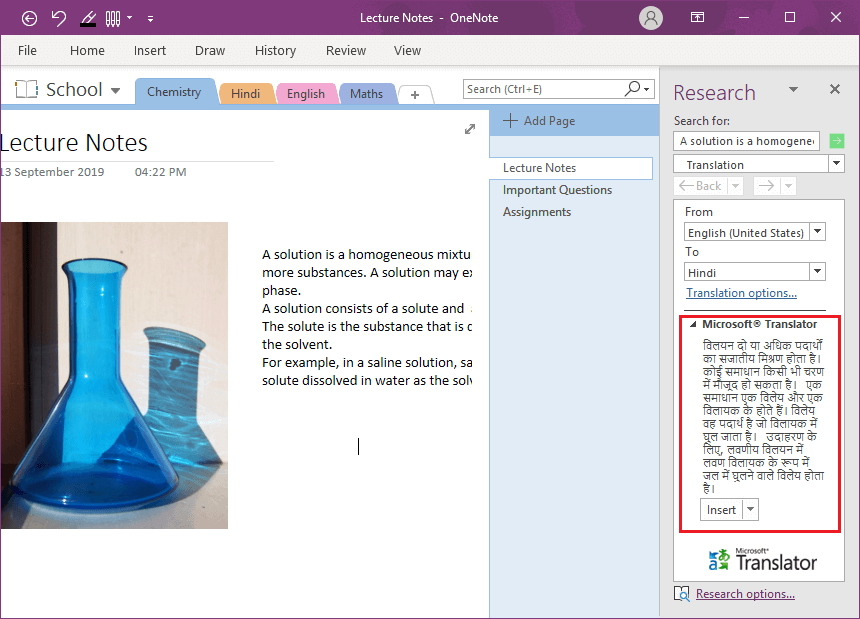 Lecture Notes - OneNote
File Home Insert Draw History Review View
School Chemistry Hindi English Maths +
Search (Ctrl+E)
Add Page
Lecture Notes
Important Questions
Assignments
Lecture Notes
13 September 2019 04:22 PM
A solution is a homogeneous mixtu
more substances. A solution may ex
phase.
A solution consists of a solute and
The solute is the substance that is d
the solvent.
For example, in a saline solution, sa
solute dissolved in water as the solv
Research
Search for:
A solution is a homogene
Translation
Back
From
English (United States)
To
Hindi
Translation options...
Microsoft® Translator
विलयन दो या अधिक पदार्थों
का सजातीय मिश्रण होता है।
कोई समाधान किसी भी चरण
में मौजूद हो सकता है। एक
समाधान एक विलेय और एक
विलायक के होते हैं। विलेय
वह पदार्थ है जो विलायक में
घुल जाता है। उदाहरण के
लिए, लवणीय विलयन में
लवण विलायक के रूप में
जल में घुलने वाले विलेय होता
है।
Insert
Microsoft®
Translator
Research options...